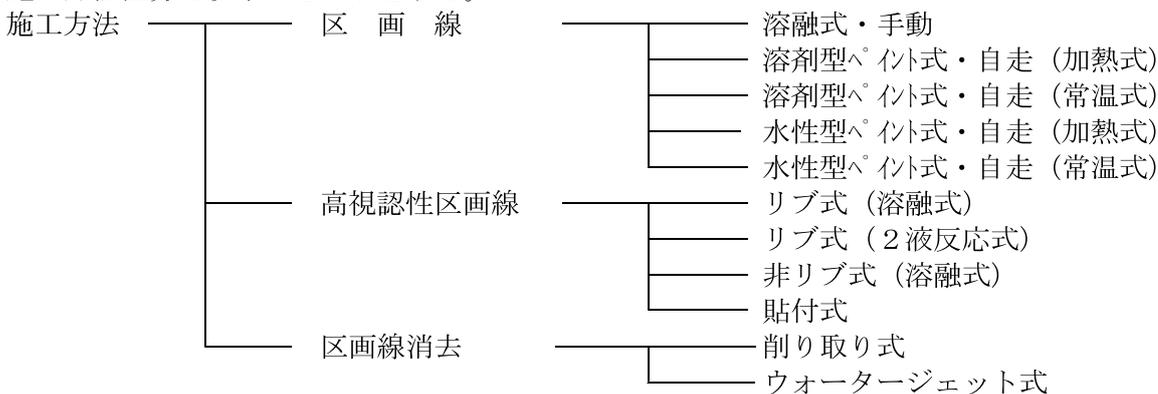 施工方法 区 画 線 溶融式・手動
溶剤型ﾍﾟｲﾝﾄ式・自走（加熱式）
溶剤型ﾍﾟｲﾝﾄ式・自走（常温式）
水性型ﾍﾟｲﾝﾄ式・自走（加熱式）
水性型ﾍﾟｲﾝﾄ式・自走（常温式）
高視認性区画線 リブ式（溶融式）
リブ式（２液反応式）
非リブ式（溶融式）
貼付式
区画線消去 削り取り式
ウォータージェット式